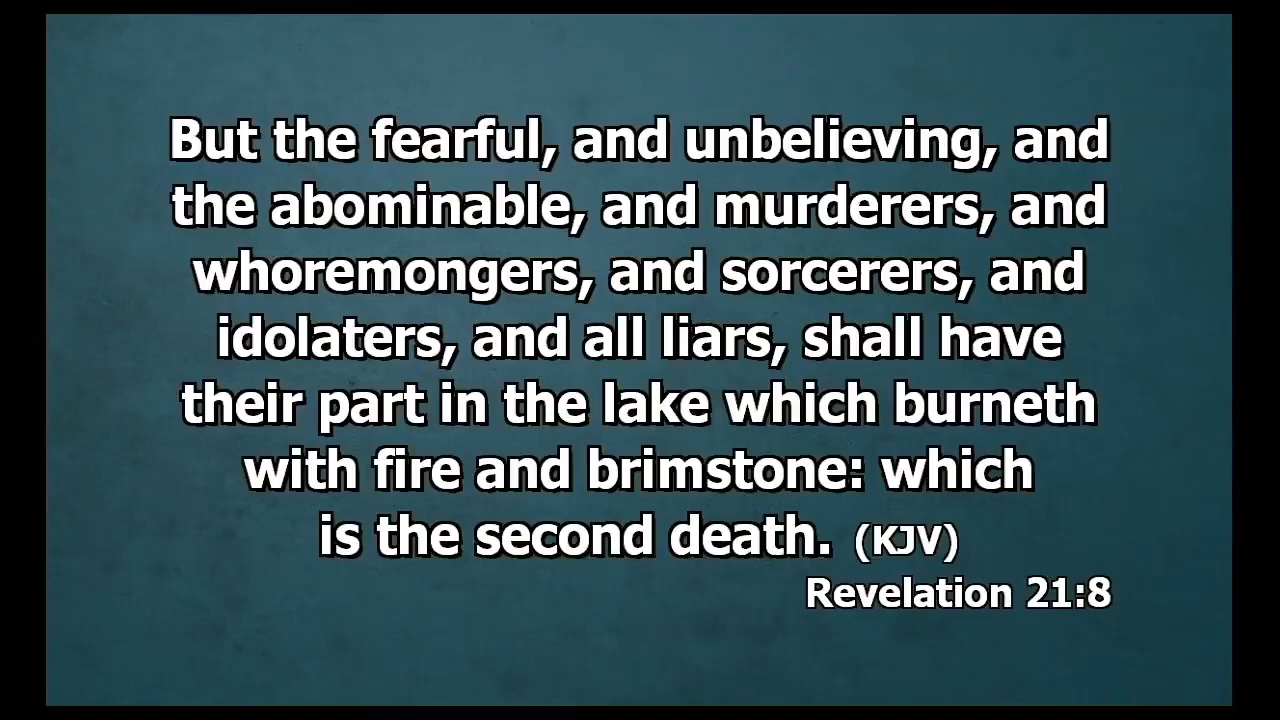 But the fearful, and unbelieving, and
the abominable, and murderers, and
whoremongers, and sorcerers, and
idolaters, and all liars, shall have
their part in the lake which burneth
with fire and brimstone: which
is the second death. (KJV)
Revelation 21:8